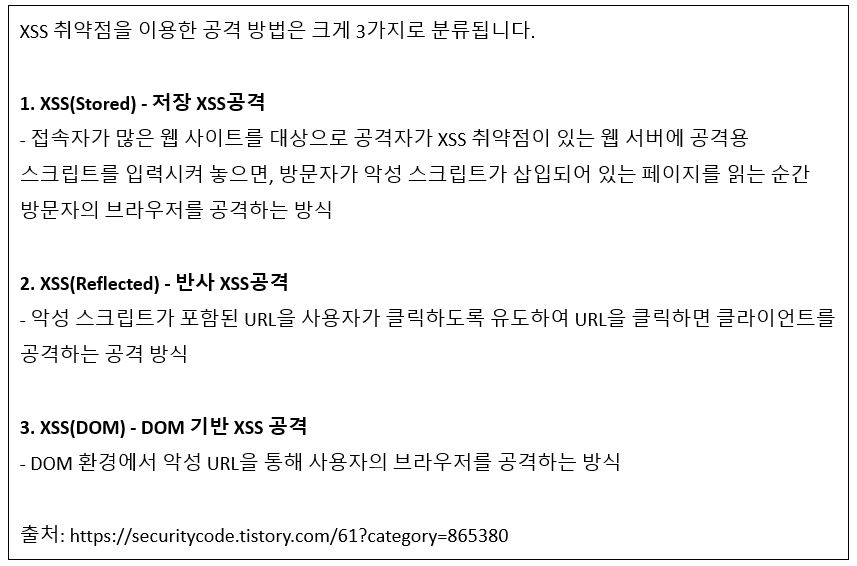 XSS 취약점을 이용한 공격 방법은 크게 3가지로 분류됩니다.
1. XSS(Stored) - 저장 XSS공격
- 접속자가 많은 웹 사이트를 대상으로 공격자가 XSS 취약점이 있는 웹 서버에 공격용
스크립트를 입력시켜 놓으면, 방문자가 악성 스크립트가 삽입되어 있는 페이지를 읽는 순간
방문자의 브라우저를 공격하는 방식
2. XSS(Reflected) - 반사 XSS공격
- 악성 스크립트가 포함된 URL을 사용자가 클릭하도록 유도하여 URL을 클릭하면 클라이언트를
공격하는 공격 방식
3. XSS(DOM) - DOM 기반 XSS 공격
- DOM 환경에서 악성 URL을 통해 사용자의 브라우저를 공격하는 방식
출처: https://securitycode.tistory.com/61?category=865380